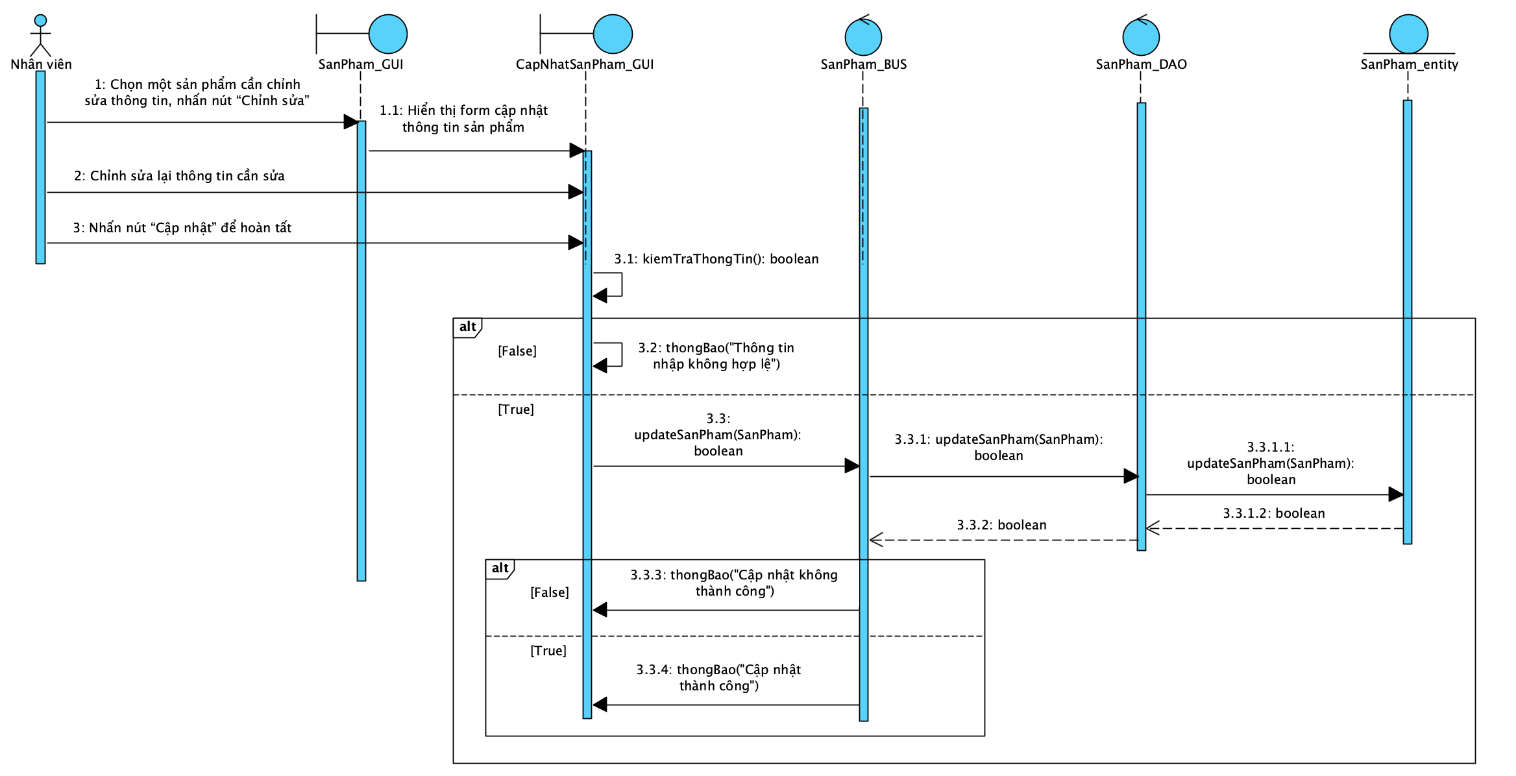 Nhân viên
SanPham_GUI
CapNhatSanPham_GUI
SanPham_BUS
SanPham_DAO
SanPham_entity
1: Chọn một sản phẩm cần chỉnh
sửa thông tin, nhấn nút “Chỉnh sửa”
1.1: Hiển thị form cập nhật
thông tin sản phẩm
2: Chỉnh sửa lại thông tin cần sửa
3: Nhấn nút “Cập nhật” để hoàn tất
3.1: kiemTraThongTin(): boolean
alt
[False]
3.2: thongBao("Thông tin
nhập không hợp lệ")
[True]
3.3:
updateSanPham(SanPham):
boolean
3.3.1: updateSanPham(SanPham):
boolean
3.3.1.1:
updateSanPham(SanPham):
boolean
3.3.1.2: boolean
3.3.2: boolean
alt
[False]
3.3.3: thongBao("Cập nhật không
thành công")
[True]
3.3.4: thongBao("Cập nhật
thành công")